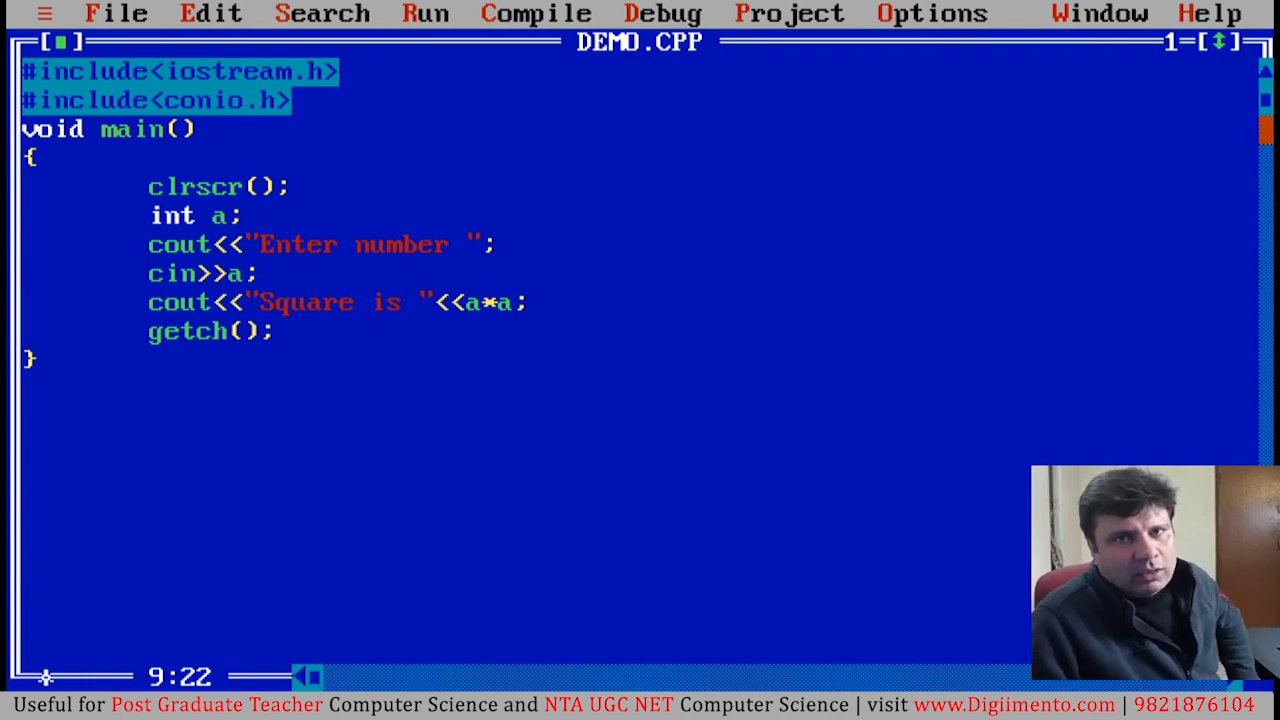 ≡ File Edit Search Run Compile Debug Project Options Window Help
[■] DEMO.CPP 1=[↕]
#include<iostream.h>
#include<conio.h>
void main()
{
clrscr();
int a;
cout<<"Enter number ";
cin>>a;
cout<<"Square is "<<a*a;
getch();
}
* 9:22
Useful for Post Graduate Teacher Computer Science and NTA UGC NET Computer Science | visit www.Digiimento.com | 9821876104